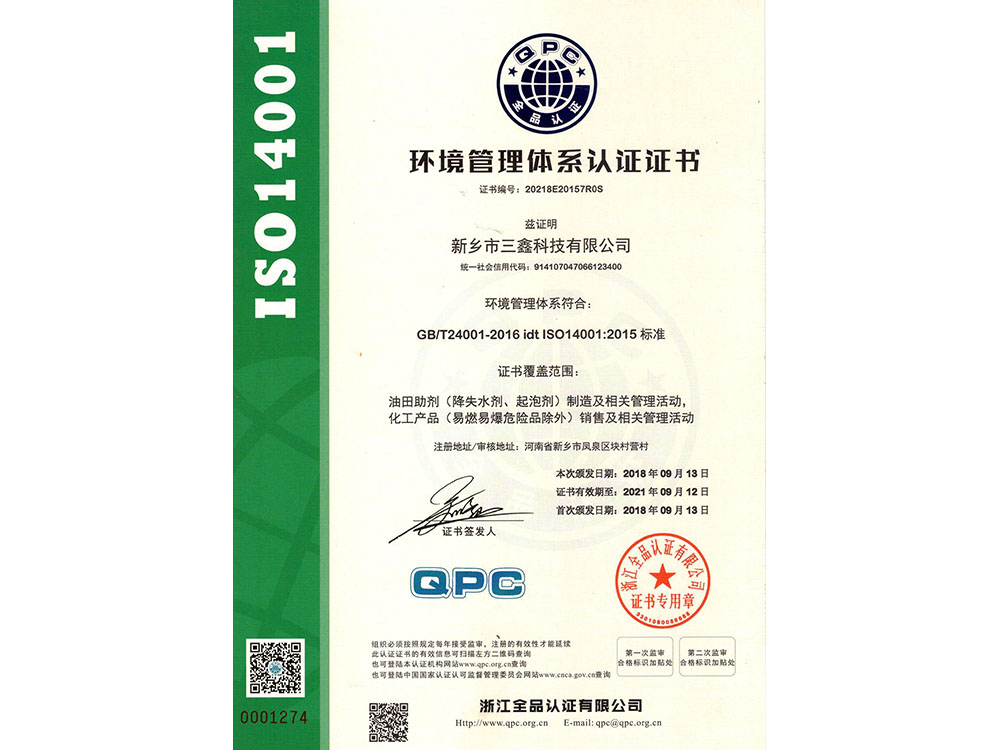 ISO14001
QPC
全品认证
环境管理体系认证证书
证书编号：20218E20157R0S
兹证明
新乡市三鑫科技有限公司
统一社会信用代码：914107047066123400
环境管理体系符合：
GB/T24001-2016 idt ISO14001:2015 标准
证书覆盖范围：
油田助剂（降失水剂、起泡剂）制造及相关管理活动，
化工产品（易燃易爆危险品除外）销售及相关管理活动
注册地址/审核地址：河南省新乡市凤泉区块村营村
本次颁发日期：2018 年 09 月 13 日
证书有效期至：2021 年 09 月 12 日
首次颁发日期：2018 年 09 月 13 日
证书签发人
QPC
浙江全品认证有限公司
证书专用章
组织必须按照规定每年接受监审，注册的有效性才能延续
此认证证书的有效信息可扫描左方二维码查询
也可登陆本认证机构网站www.qpc.org.cn查询
也可登陆中国国家认证认可监督管理委员会网站www.cnca.gov.cn查询
第一次监审
合格标识加贴处
第二次监审
合格标识加贴处
0001274
浙江全品认证有限公司
Http://www.qpc.org.cn E-mail: qpc@qpc.org.cn